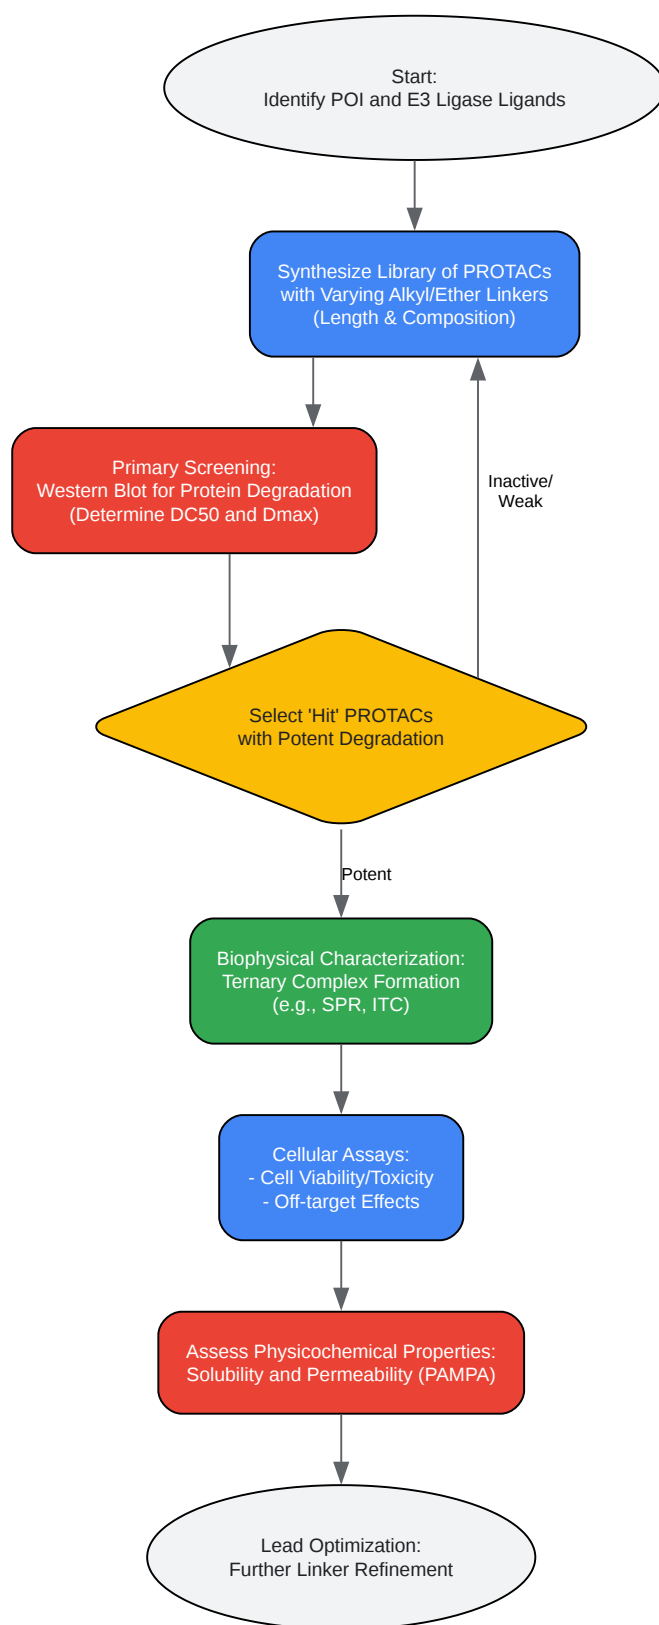 Start:
Identify POI and E3 Ligase Ligands
Synthesize Library of PROTACs
with Varying Alkyl/Ether Linkers
(Length & Composition)
Primary Screening:
Western Blot for Protein Degradation
(Determine DC50 and Dmax)
Inactive/
Weak
Select 'Hit' PROTACs
with Potent Degradation
Potent
Biophysical Characterization:
Ternary Complex Formation
(e.g., SPR, ITC)
Cellular Assays:
- Cell Viability/Toxicity
- Off-target Effects
Assess Physicochemical Properties:
Solubility and Permeability (PAMPA)
Lead Optimization:
Further Linker Refinement